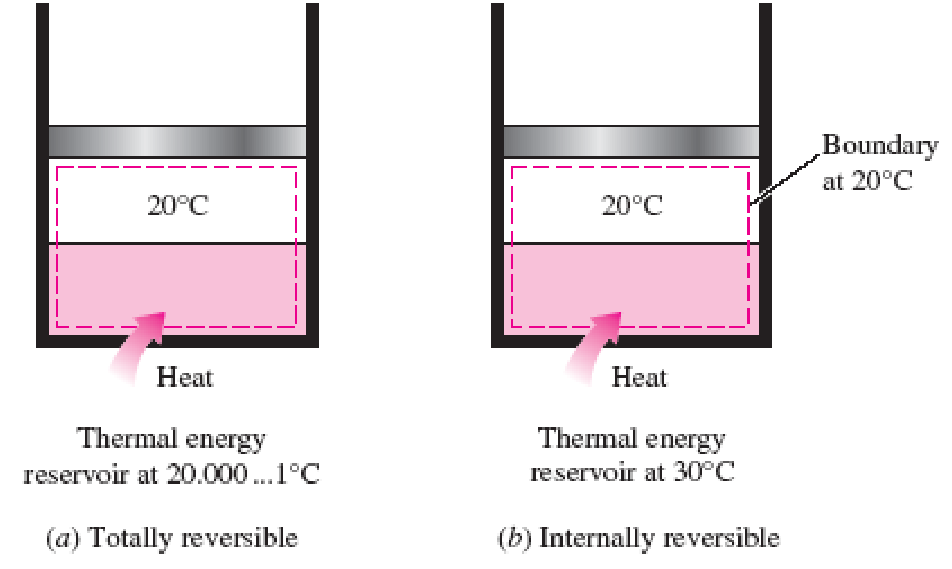 20°C
Heat
Thermal energy
reservoir at 20.000 ...1°C
(a) Totally reversible
20°C
Boundary
at 20°C
Heat
Thermal energy
reservoir at 30°C
(b) Internally reversible